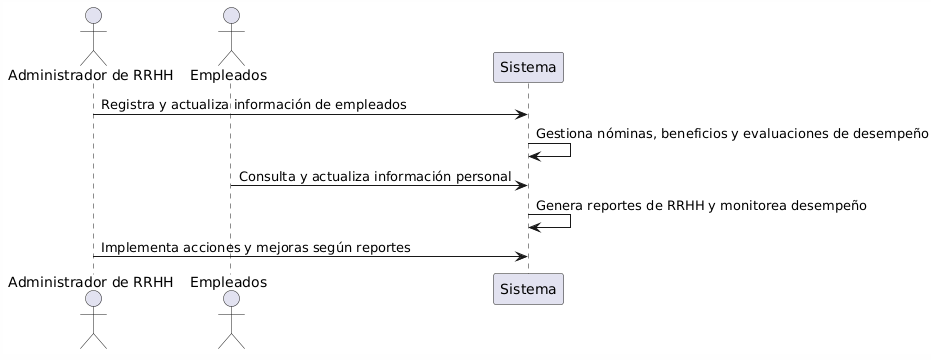 Administrador de RRHH
Empleados
Sistema
Registra y actualiza información de empleados
Gestiona nóminas, beneficios y evaluaciones de desempeño
Consulta y actualiza información personal
Genera reportes de RRHH y monitorea desempeño
Implementa acciones y mejoras según reportes
Administrador de RRHH
Empleados
Sistema